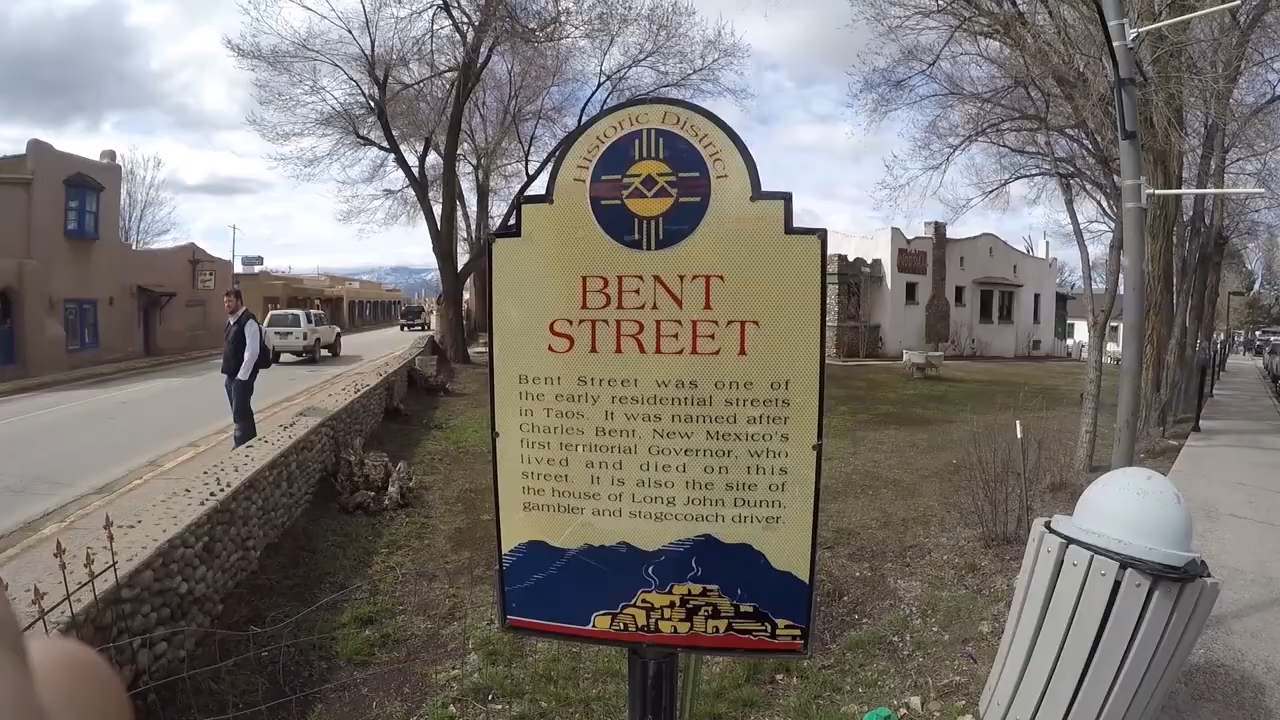 Historic District
BENT
STREET
Bent Street was one of
the early residential streets
in Taos. It was named after
Charles Bent, New Mexico's
first territorial Governor, who
lived and died on this
street. It is also the site of
the house of Long John Dunn,
gambler and stagecoach driver.